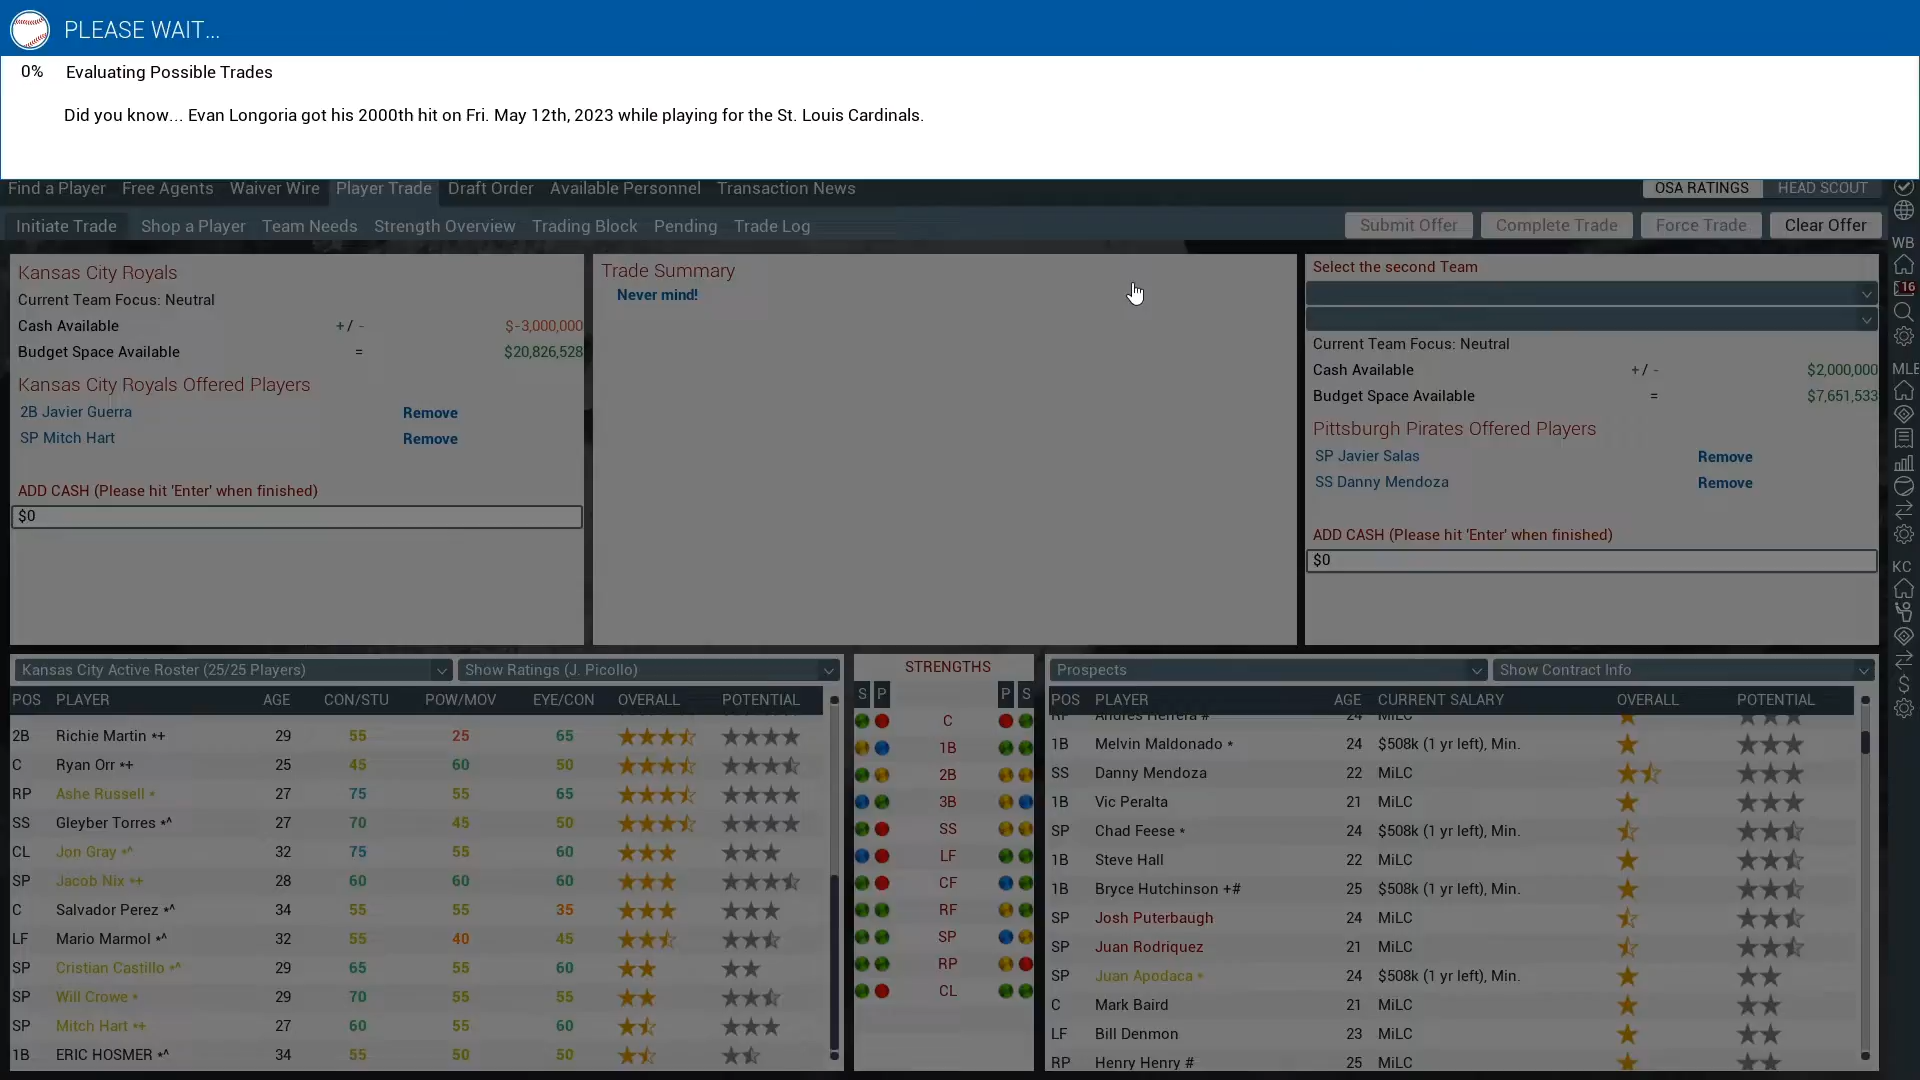 PLEASE WAIT...
0% Evaluating Possible Trades
Did you know... Evan Longoria got his 2000th hit on Fri. May 12th, 2023 while playing for the St. Louis Cardinals.
Find a Player Free Agents Waiver Wire Player Trade Draft Order Available Personnel Transaction News OSA RATINGS HEAD SCOUT
Initiate Trade Shop a Player Team Needs Strength Overview Trading Block Pending Trade Log Submit Offer Complete Trade Force Trade Clear Offer
WB
16
MLB
KC
Kansas City Royals
Current Team Focus: Neutral
Cash Available +/- $-3,000,000
Budget Space Available = $20,826,528
Kansas City Royals Offered Players
2B Javier Guerra Remove
SP Mitch Hart Remove
ADD CASH (Please hit 'Enter' when finished)
$0
Trade Summary
Never mind!
Select the second Team
Current Team Focus: Neutral
Cash Available +/- $2,000,000
Budget Space Available = $7,651,533
Pittsburgh Pirates Offered Players
SP Javier Salas Remove
SS Danny Mendoza Remove
ADD CASH (Please hit 'Enter' when finished)
$0
Kansas City Active Roster (25/25 Players) Show Ratings (J. Picollo)
POS PLAYER AGE CON/STU POW/MOV EYE/CON OVERALL POTENTIAL
2B Richie Martin *+ 29 55 25 65
C Ryan Orr *+ 25 45 60 50
RP Ashe Russell * 27 75 55 65
SS Gleyber Torres *^ 27 70 45 50
CL Jon Gray *^ 32 75 55 60
SP Jacob Nix *+ 28 60 60 60
C Salvador Perez *^ 34 55 55 35
LF Mario Marmol *^ 32 55 40 45
SP Cristian Castillo *^ 29 65 55 60
SP Will Crowe * 29 70 55 55
SP Mitch Hart *+ 27 60 55 60
1B ERIC HOSMER *^ 34 55 50 50
STRENGTHS
S P P S
C
1B
2B
3B
SS
LF
CF
RF
SP
RP
CL
Prospects Show Contract Info
POS PLAYER AGE CURRENT SALARY OVERALL POTENTIAL
RP Andres Herrera # 24 MiLC
1B Melvin Maldonado * 24 $508k (1 yr left), Min.
SS Danny Mendoza 22 MiLC
1B Vic Peralta 21 MiLC
SP Chad Feese * 24 $508k (1 yr left), Min.
1B Steve Hall 22 MiLC
1B Bryce Hutchinson +# 25 $508k (1 yr left), Min.
SP Josh Puterbaugh 24 MiLC
SP Juan Rodriquez 21 MiLC
SP Juan Apodaca * 24 $508k (1 yr left), Min.
C Mark Baird 21 MiLC
LF Bill Denmon 23 MiLC
RP Henry Henry # 25 MiLC